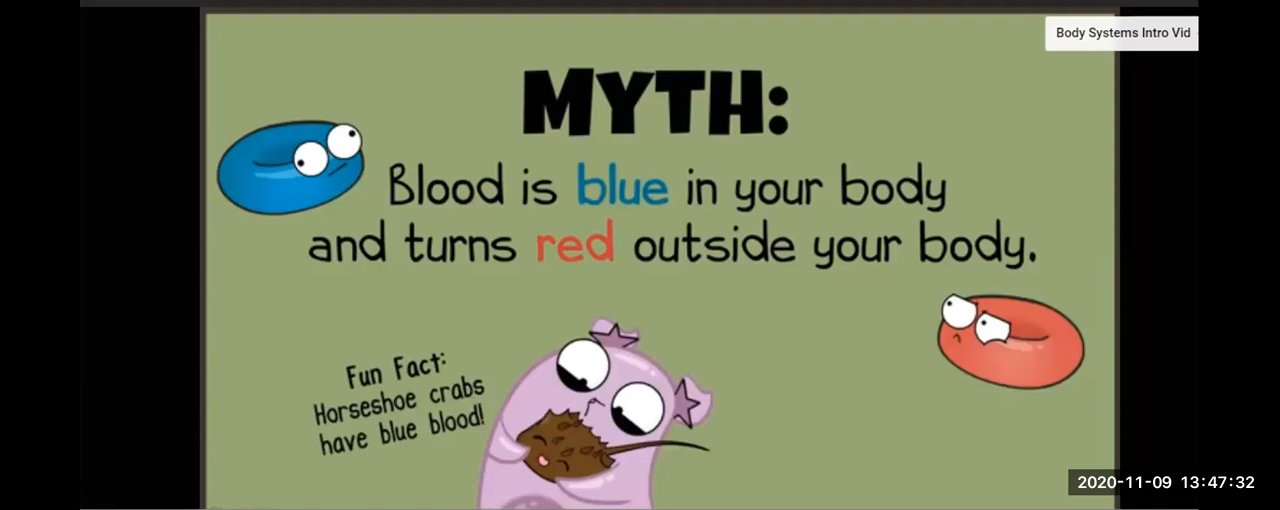 Body Systems Intro Vid
MYTH:
Blood is blue in your body
and turns red outside your body.
Fun Fact:
Horseshoe crabs
have blue blood!
2020-11-09 13:47:32